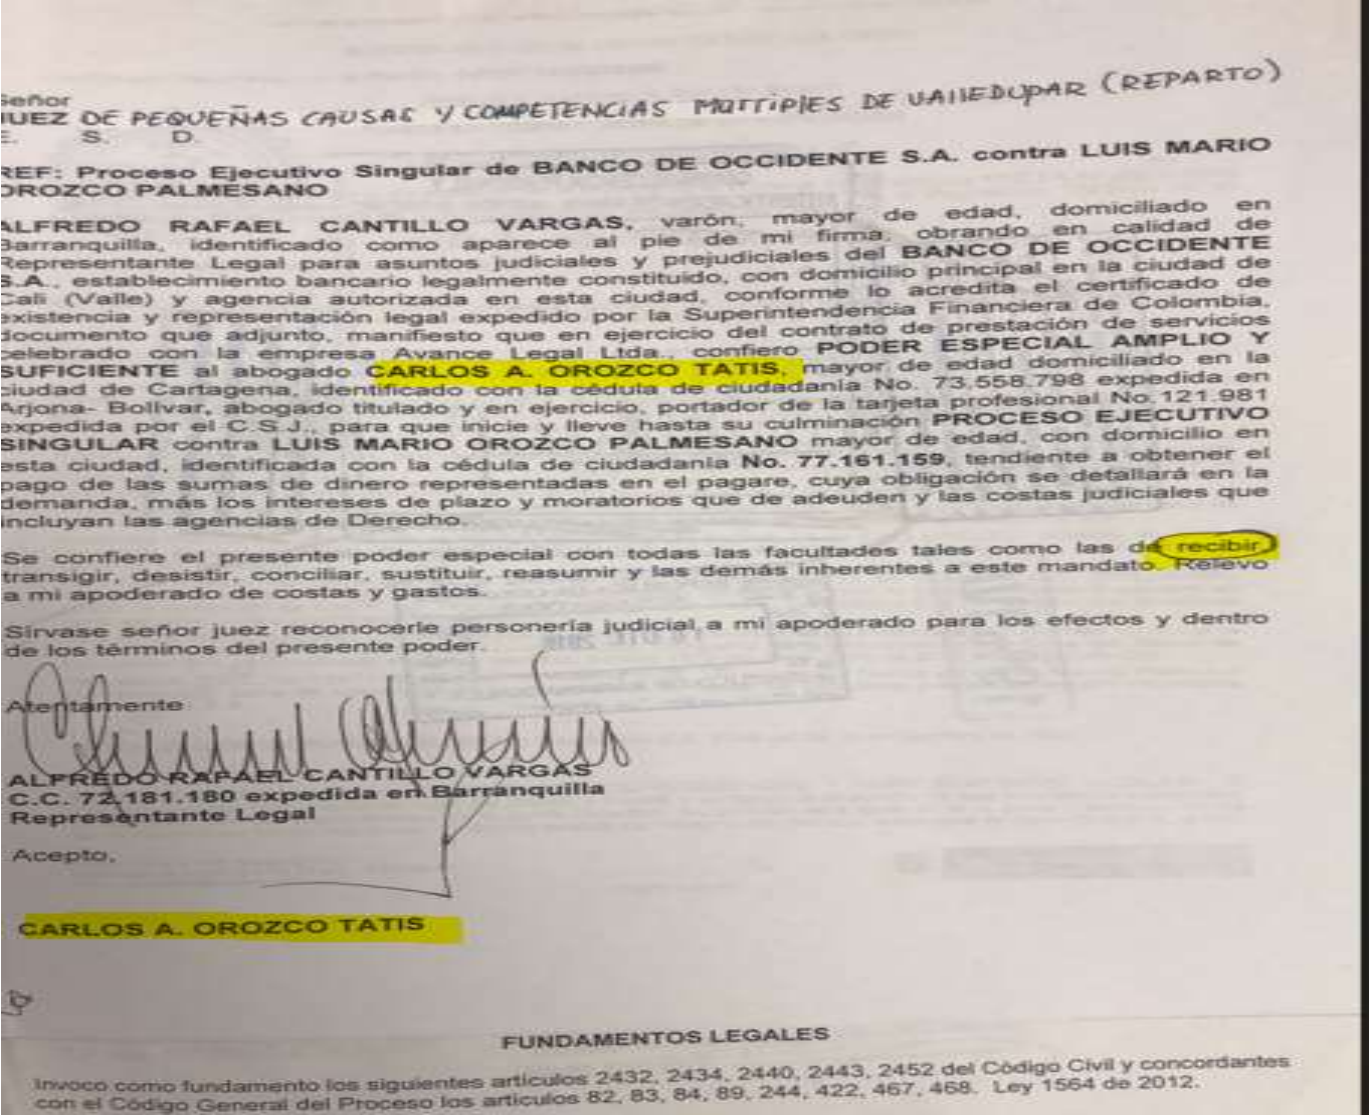 Señor
JUEZ DE PEQUEÑAS CAUSAS Y COMPETENCIAS MULTIPLES DE VALLEDUPAR (REPARTO)
E. S. D.
REF: Proceso Ejecutivo Singular de BANCO DE OCCIDENTE S.A. contra LUIS MARIO
OROZCO PALMESANO
ALFREDO RAFAEL CANTILLO VARGAS, varón, mayor de edad, domiciliado en
Barranquilla, identificado como aparece al pie de mi firma, obrando en calidad de
Representante Legal para asuntos judiciales y prejudiciales del BANCO DE OCCIDENTE
S.A., establecimiento bancario legalmente constituido, con domicilio principal en la ciudad de
Cali (Valle) y agencia autorizada en esta ciudad, conforme lo acredita el certificado de
existencia y representación legal expedido por la Superintendencia Financiera de Colombia,
documento que adjunto, manifiesto que en ejercicio del contrato de prestación de servicios
celebrado con la empresa Avance Legal Ltda., confiero PODER ESPECIAL AMPLIO Y
SUFICIENTE al abogado CARLOS A. OROZCO TATIS, mayor de edad domiciliado en la
ciudad de Cartagena, identificado con la cédula de ciudadanía No. 73.558.798 expedida en
Arjona- Bolívar, abogado titulado y en ejercicio, portador de la tarjeta profesional No.121.981
expedida por el C.S.J., para que inicie y lleve hasta su culminación PROCESO EJECUTIVO
SINGULAR contra LUIS MARIO OROZCO PALMESANO mayor de edad, con domicilio en
esta ciudad, identificada con la cédula de ciudadanía No. 77.161.159, tendiente a obtener el
pago de las sumas de dinero representadas en el pagare, cuya obligación se detallará en la
demanda, más los intereses de plazo y moratorios que de adeuden y las costas judiciales que
incluyan las agencias de Derecho.
Se confiere el presente poder especial con todas las facultades tales como las de recibir,
transigir, desistir, conciliar, sustituir, reasumir y las demás inherentes a este mandato. Relevo
a mi apoderado de costas y gastos.
Sírvase señor juez reconocerle personería judicial a mi apoderado para los efectos y dentro
de los términos del presente poder.
Atentamente
ALFREDO RAFAEL CANTILLO VARGAS
C.C. 72.181.180 expedida en Barranquilla
Representante Legal
Acepto,
CARLOS A. OROZCO TATIS
FUNDAMENTOS LEGALES
Invoco como fundamento los siguientes artículos 2432, 2434, 2440, 2443, 2452 del Código Civil y concordantes
con el Código General del Proceso los artículos 82, 83, 84, 89, 244, 422, 467, 468. Ley 1564 de 2012.